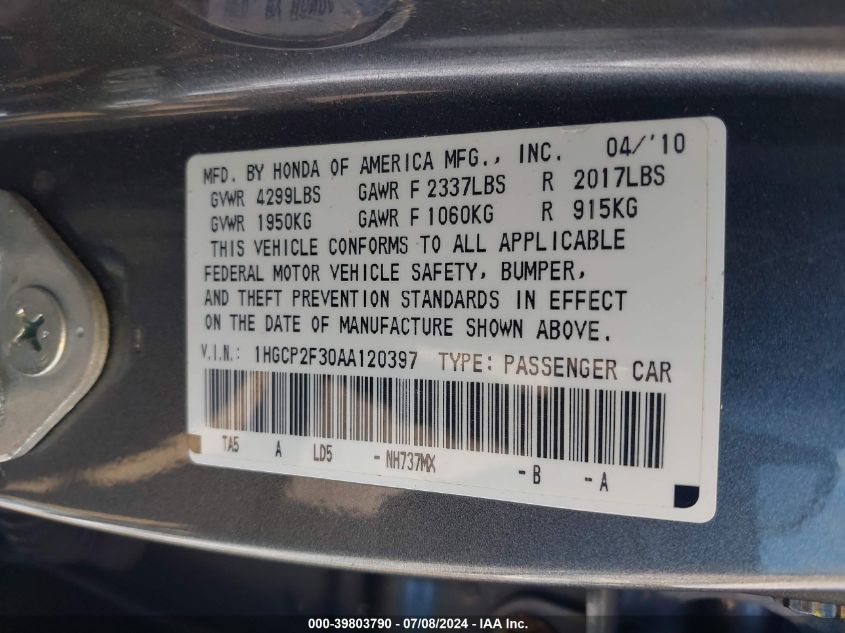 MFD. BY HONDA OF AMERICA MFG., INC. 04/'10
GVWR 4299LBS GAWR F 2337LBS R 2017LBS
GVWR 1950KG GAWR F 1060KG R 915KG
THIS VEHICLE CONFORMS TO ALL APPLICABLE
FEDERAL MOTOR VEHICLE SAFETY, BUMPER,
AND THEFT PREVENTION STANDARDS IN EFFECT
ON THE DATE OF MANUFACTURE SHOWN ABOVE.
V.I.N.: 1HGCP2F30AA120397 TYPE: PASSENGER CAR
TA5 A LD5 -NH737MX -B -A
000-39803790 - 07/08/2024 - IAA Inc.